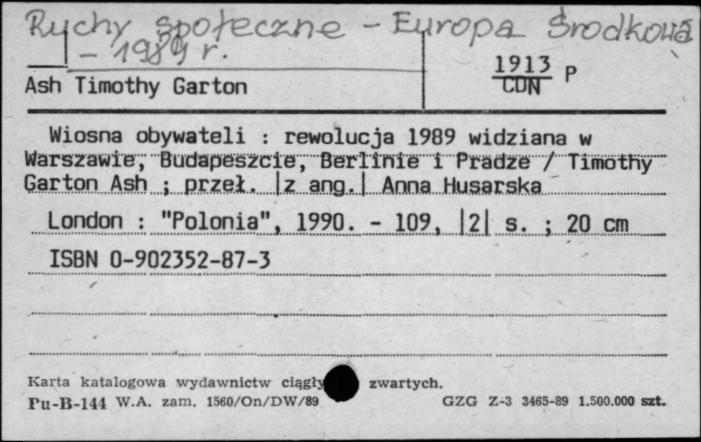 Ruchy społeczne - Europa Środkowa
- 1989 r.
1913 P
CDN
Ash Timothy Garton
Wiosna obywateli : rewolucja 1989 widziana w
Warszawie, Budapeszcie, Berlinie i Pradze / Timothy
Garton Ash ; przeł. |z ang.| Anna Husarska
London : "Polonia", 1990. - 109, |2| s. ; 20 cm
ISBN 0-902352-87-3
Karta katalogowa wydawnictw ciągły zwartych.
Pu-B-144 W.A. zam. 1560/On/DW/89 GZG Z-3 3465-89 1.500.000 szt.